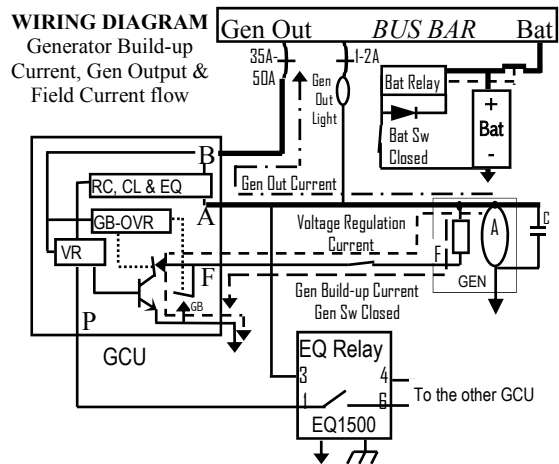 WIRING DIAGRAM
Generator Build-up
Current, Gen Output &
Field Current flow
Gen Out BUS BAR Bat
35A-
50A
1-2A
Gen
Out
Light
Bat Relay
Bat Sw
Closed
+
Bat
-
B
RC, CL & EQ
Gen Out Current
A
GB-OVR
Voltage Regulation
Current
A
C
VR
F
F
GEN
GB
Gen Build-up Current
Gen Sw Closed
P
GCU
EQ Relay
3
4
1
6
To the other GCU
EQ1500